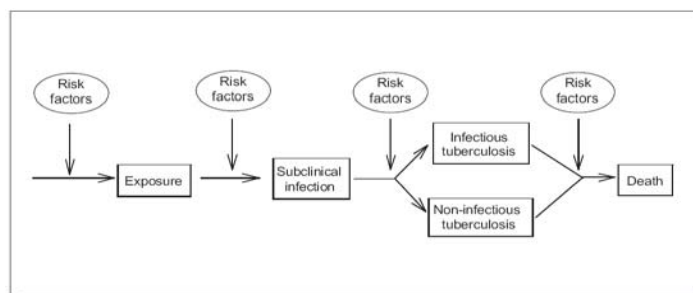 Risk
factors
Risk
factors
Risk
factors
Risk
factors
Infectious
tuberculosis
Exposure
Subclinical
infection
Death
Non-infectious
tuberculosis